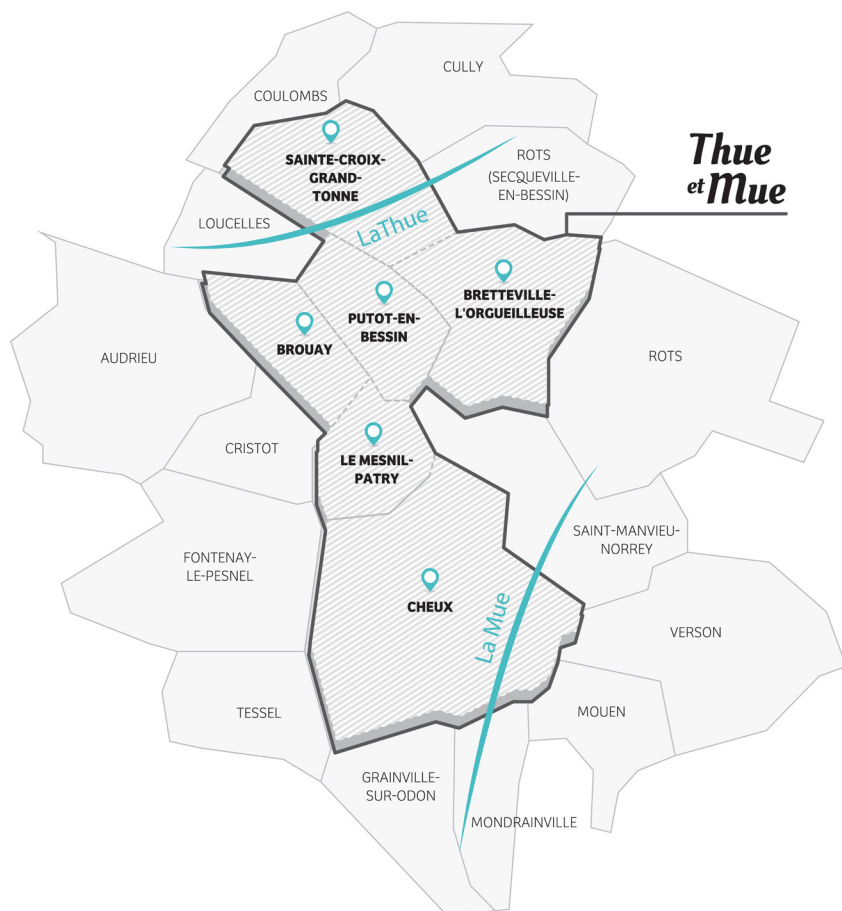 CULLY
COULOMBS
Thue
et Mue
SAINTE-CROIX-
GRAND-
TONNE
ROTS
(SECQUEVILLE-
EN-BESSIN)
LOUCELLES
LaThue
BRETTEVILLE-
L'ORGUEILLEUSE
PUTOT-EN-
BESSIN
BROUAY
AUDRIEU
ROTS
CRISTOT
LE MESNIL-
PATRY
SAINT-MANVIEU-
NORREY
FONTENAY-
LE-PESNEL
CHEUX
La Mue
VERSON
TESSEL
MOUEN
GRAINVILLE-
SUR-ODON
MONDRAINVILLE